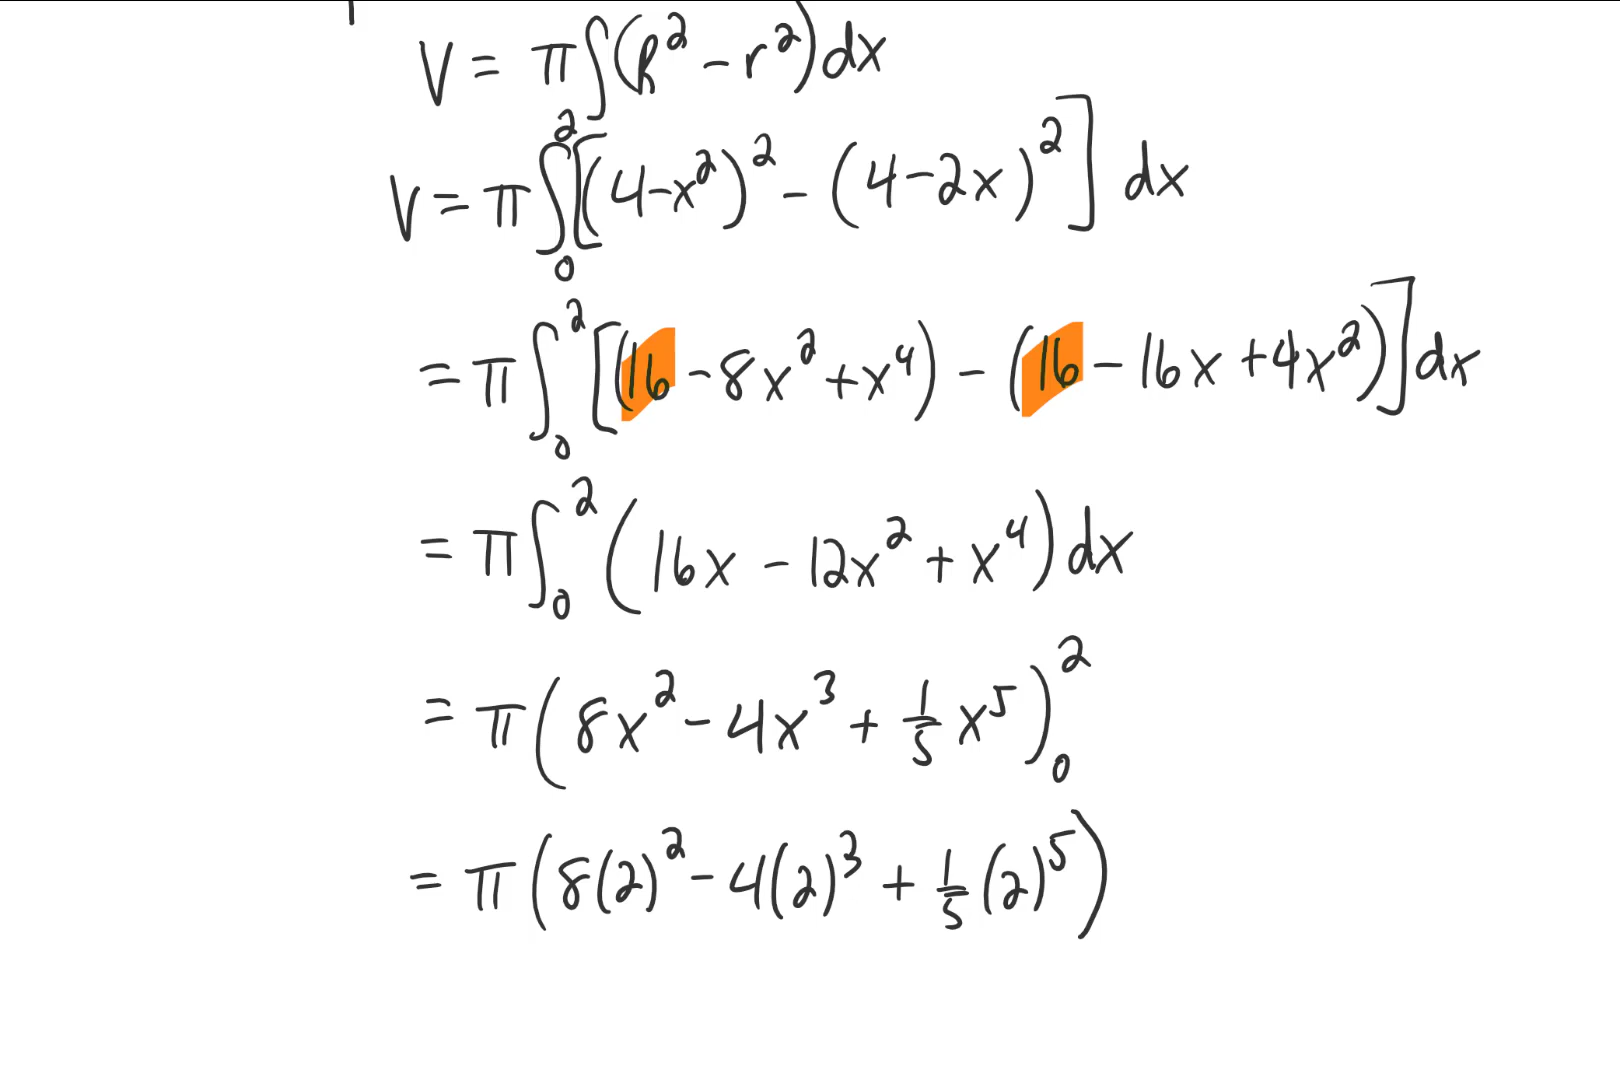 V = π∫(R² - r²)dx
V = π∫₀²[(4-x²)² - (4-2x)²] dx
= π∫₀² [(16 - 8x² + x⁴) - (16 - 16x + 4x²)]dx
= π∫₀² (16x - 12x² + x⁴)dx
= π(8x² - 4x³ + 1/5 x⁵)₀²
= π(8(2)² - 4(2)³ + 1/5 (2)⁵)